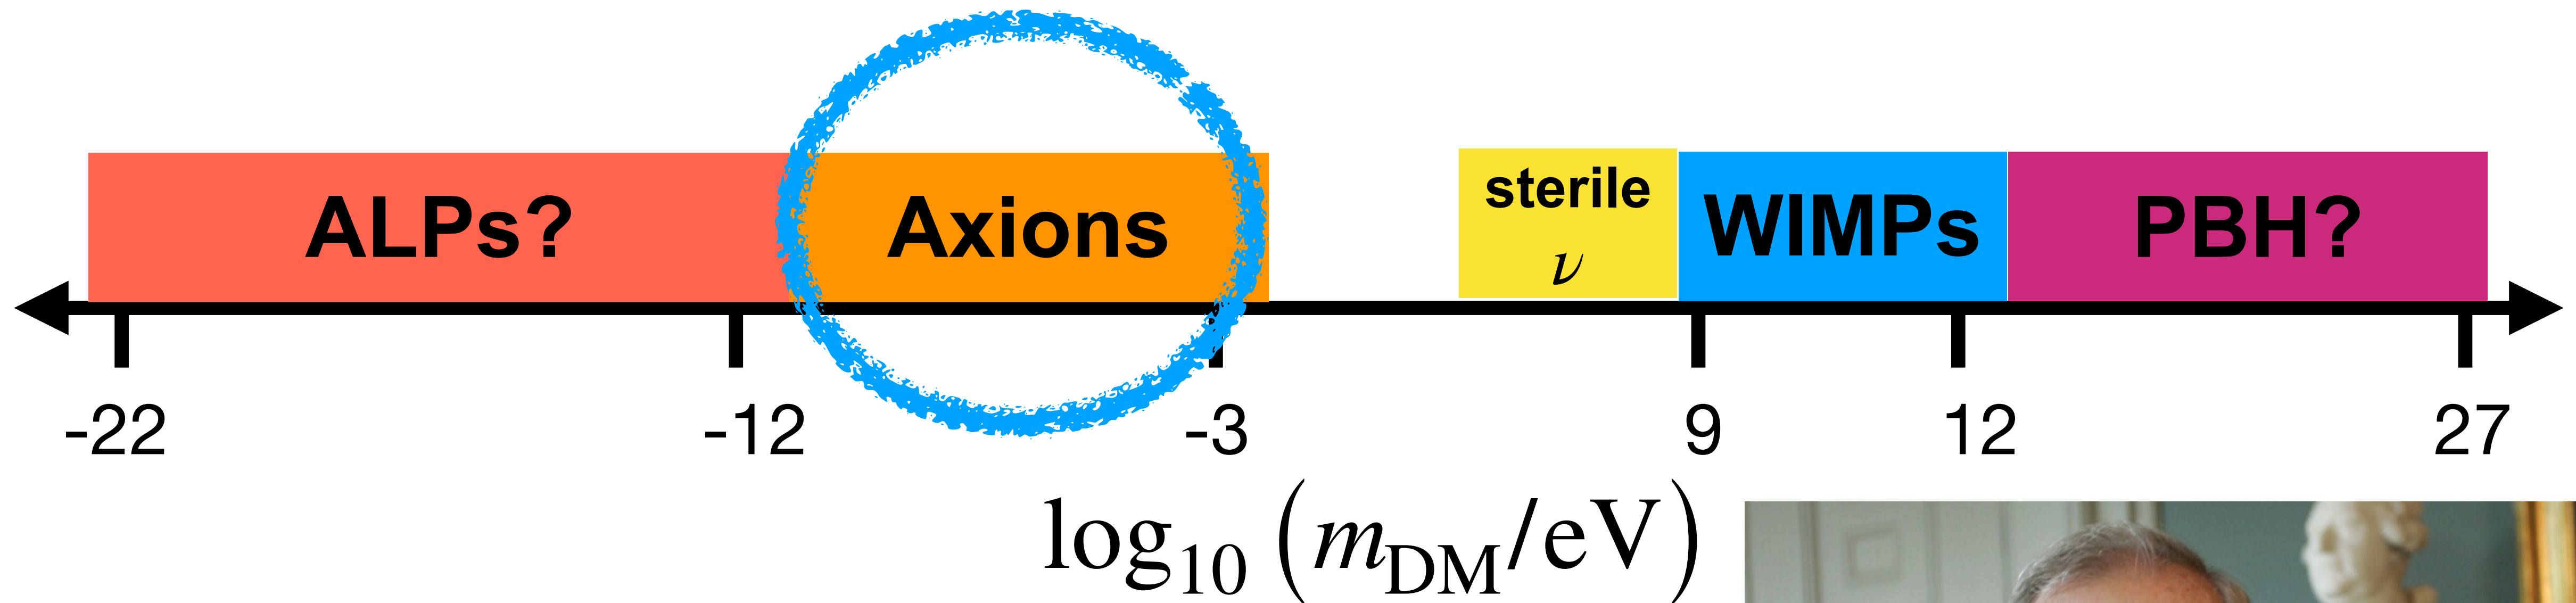 ALPs?
Axions
sterile
ν
WIMPs
PBH?
-22
-12
-3
9
12
27
log₁₀ (m_DM/eV)